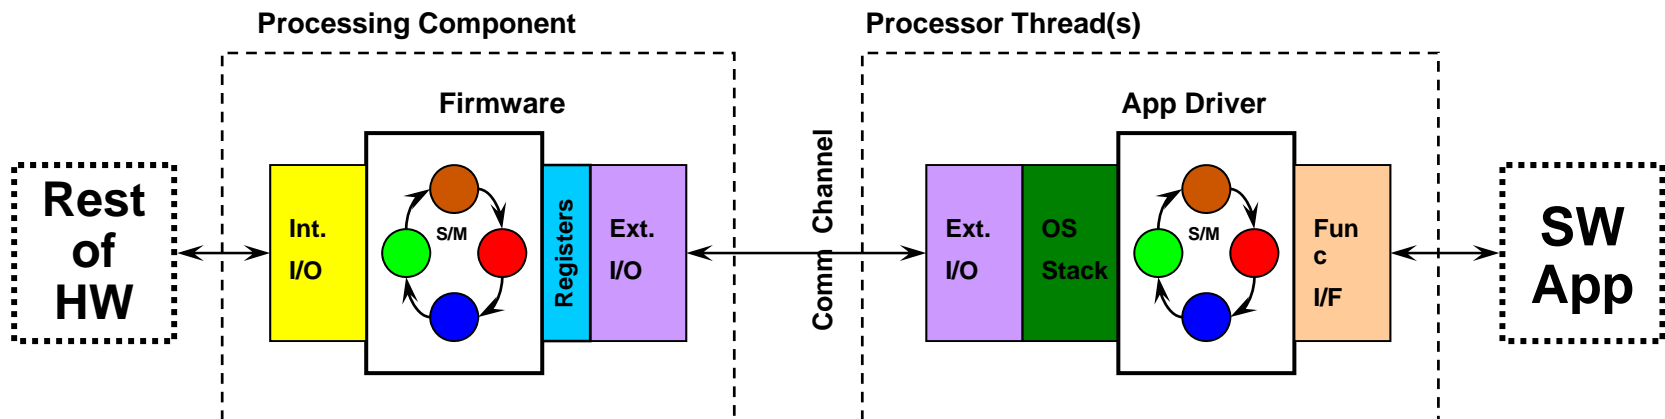 Processing Component
Processor Thread(s)
Firmware
App Driver
Rest
of
HW
Int.
I/O
S/M
Registers
Ext.
I/O
Comm Channel
Ext.
I/O
OS
Stack
S/M
Fun
c
I/F
SW
App